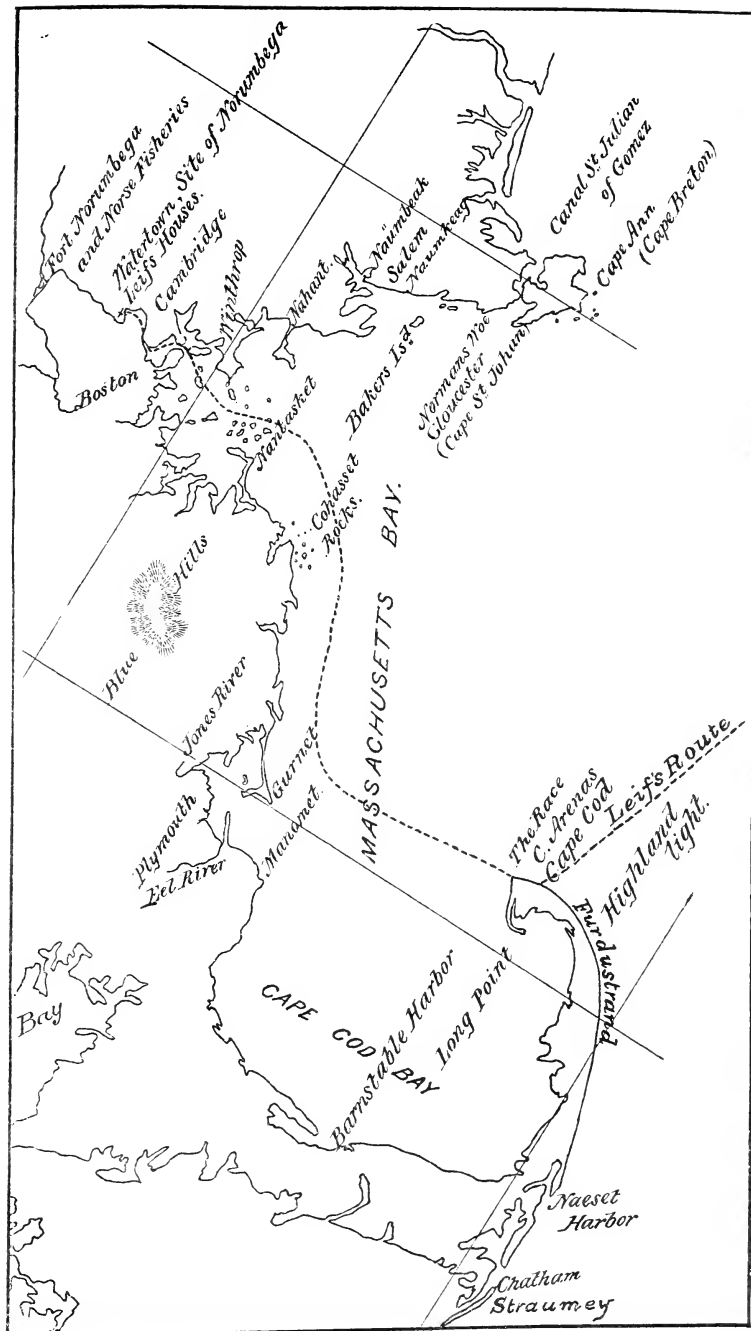 Fort Norumbega
and Norse Fisheries
Watertown, Site of Norumbega
Leif's Houses.
Cambridge
Winthrop
Nahant.
Naumbeak
Salem
Naumkeag
Canal St Julian
of Gomez
Cape Ann
(Cape Breton)
Boston
Nantasket
Bakers Isd
Normans Woe
Gloucester
(Cape St Johun)
Cohasset
Rocks.
MASSACHUSETTS BAY.
Blue Hills
Jones River
Gurnet
Plymouth
Manomet.
Eel River
The Race
C. Arenas
Cape Cod
Leif's Route
Highland
light.
Furdustrand
Bay
CAPE COD BAY
Barnstable Harbor
Long Point
Naeset
Harbor
Chatham
Straumey